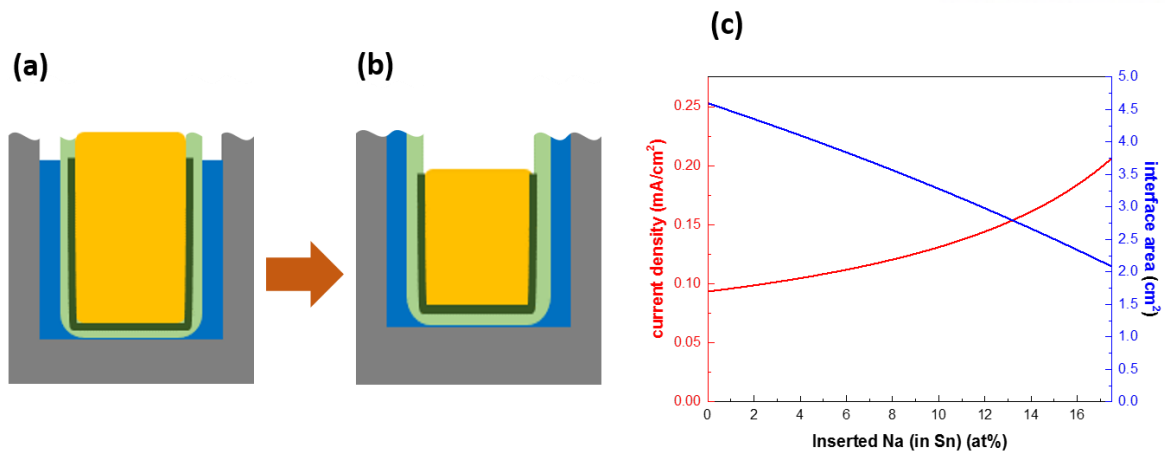 (a)
(b)
(c)
current density (mA/cm²)
0.25
0.20
0.15
0.10
0.05
0.00
0 2 4 6 8 10 12 14 16
Inserted Na (in Sn) (at%)
5.0
4.5
4.0
3.5
3.0
2.5
2.0
1.5
1.0
0.5
0.0
interface area (cm²)